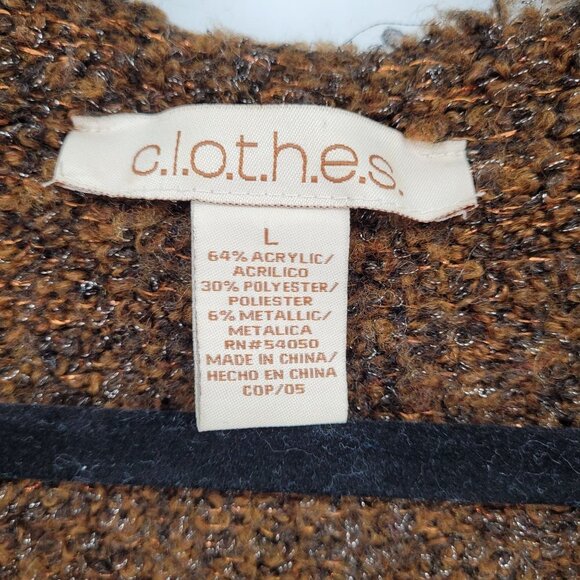 c.l.o.t.h.e.s.
L
64% ACRYLIC/
ACRILICO
30% POLYESTER/
POLIESTER
6% METALLIC/
METALICA
RN#54050
MADE IN CHINA/
HECHO EN CHINA
COP/05